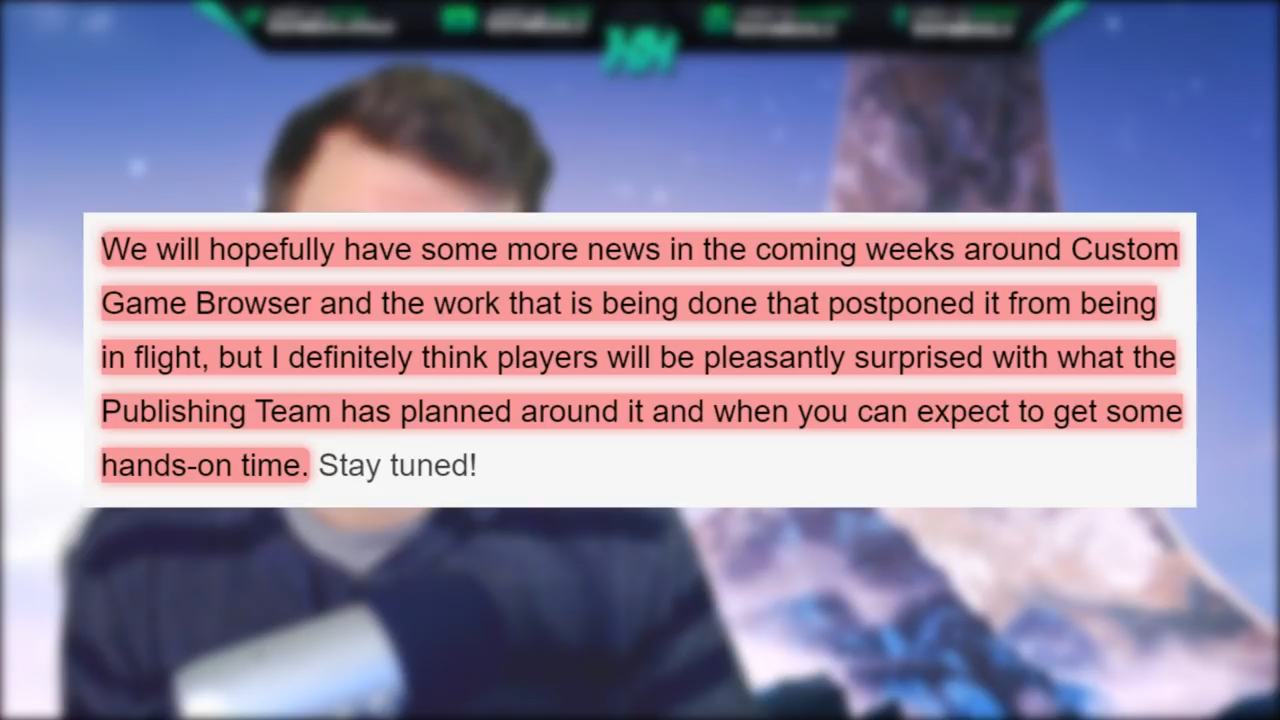 We will hopefully have some more news in the coming weeks around Custom
Game Browser and the work that is being done that postponed it from being
in flight, but I definitely think players will be pleasantly surprised with what the
Publishing Team has planned around it and when you can expect to get some
hands-on time. Stay tuned!